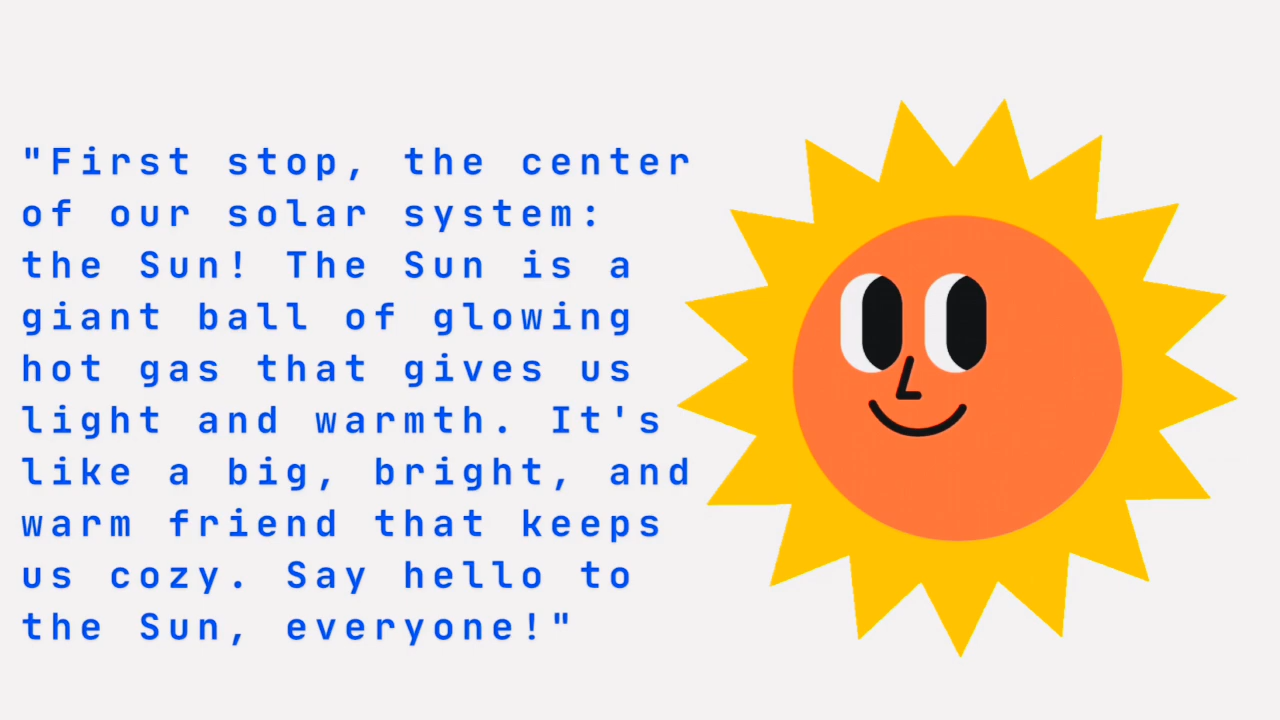 "First stop, the center
of our solar system:
the Sun! The Sun is a
giant ball of glowing
hot gas that gives us
light and warmth. It's
like a big, bright, and
warm friend that keeps
us cozy. Say hello to
the Sun, everyone!"